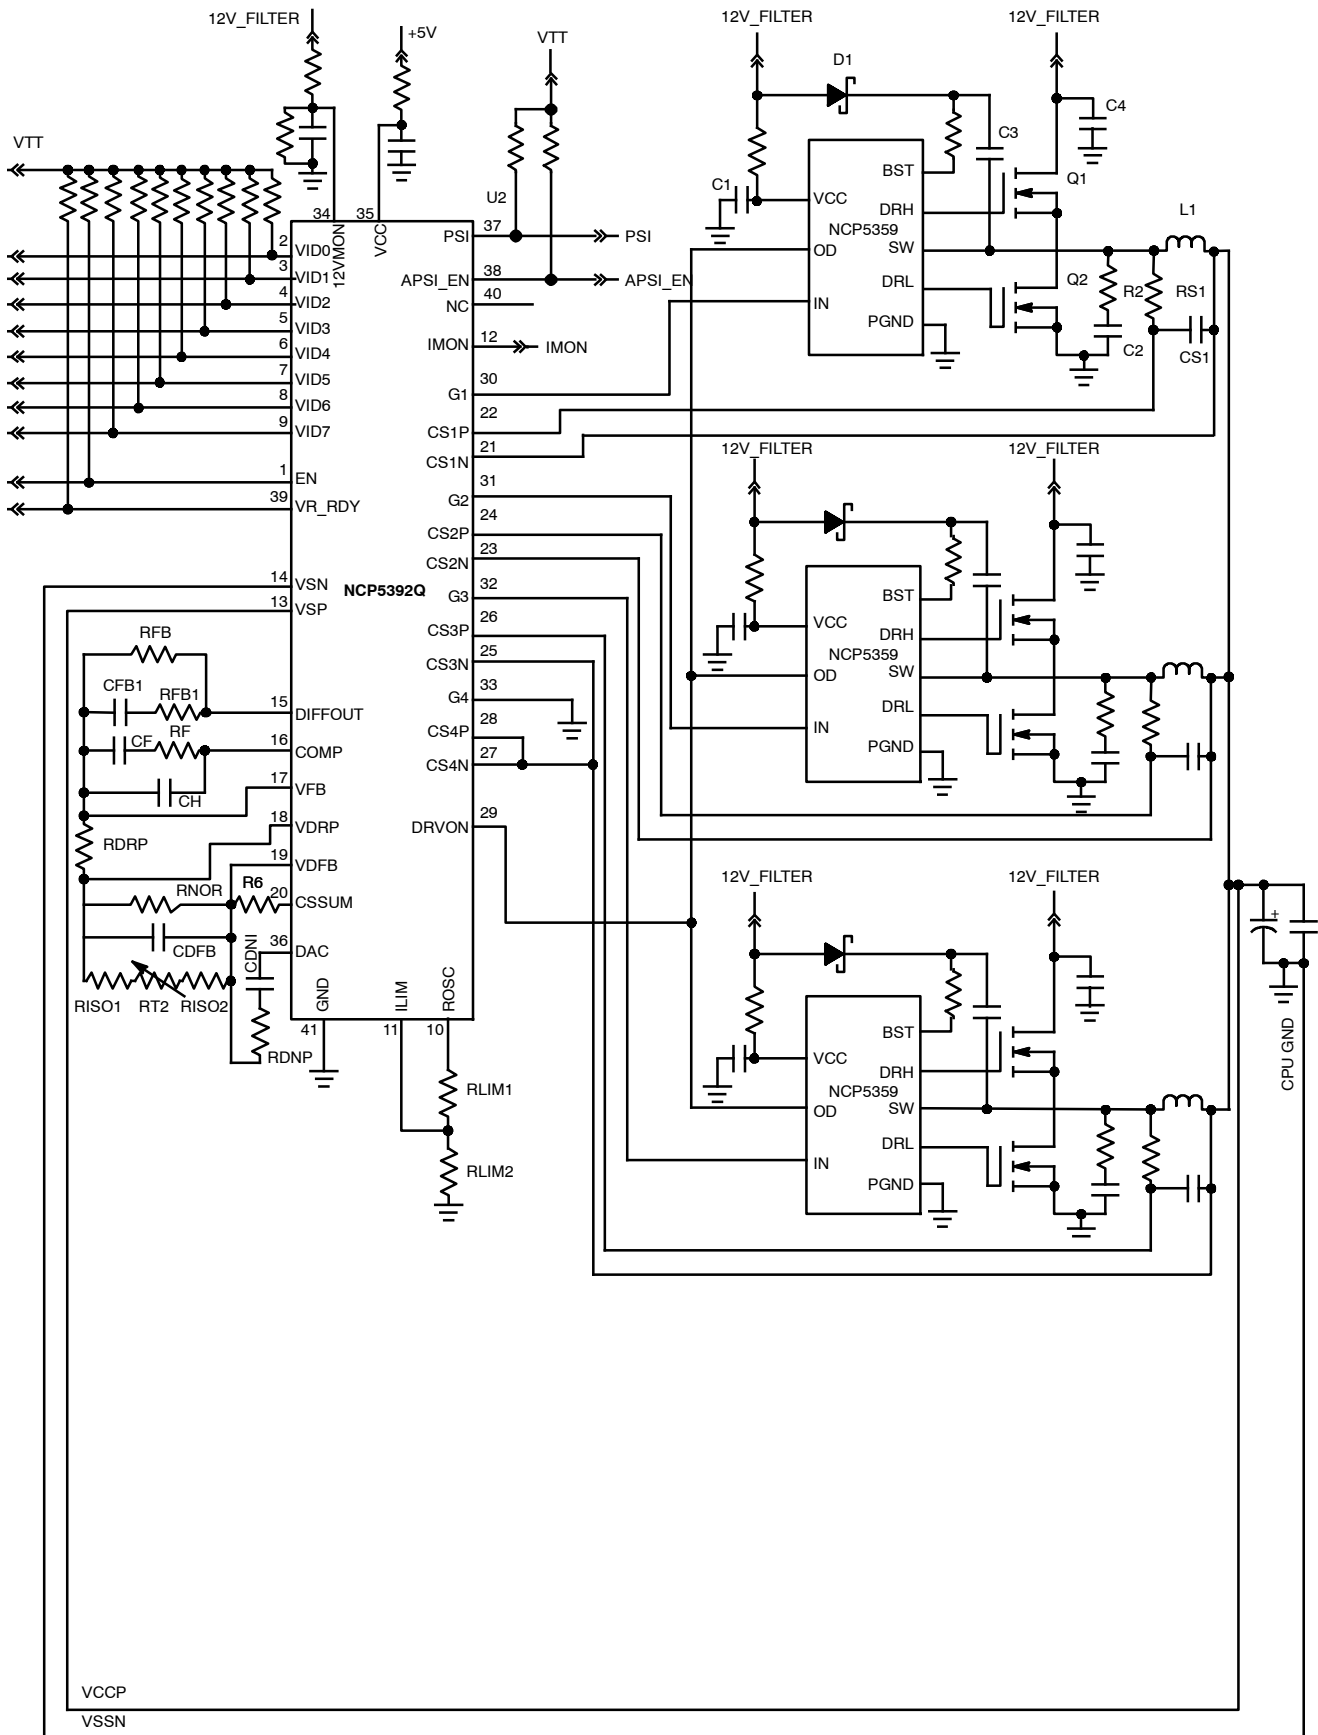 12V_FILTER
+5V
VTT
12V_FILTER
D1
12V_FILTER
C4
C3
VTT
C1
BST
Q1
U2
VCC
DRH
NCP5359
L1
34
35
37
PSI
PSI
OD
SW
2
VID0
12VMON
VCC
3
VID1
38
APSI_EN
APSI_EN
DRL
Q2
R2
RS1
4
VID2
40
NC
IN
5
VID3
PGND
6
VID4
12
IMON
IMON
C2
CS1
7
VID5
30
G1
8
VID6
22
CS1P
9
VID7
21
CS1N
12V_FILTER
12V_FILTER
1
EN
31
G2
39
VR_RDY
24
CS2P
23
CS2N
14
VSN
NCP5392Q
32
G3
BST
13
VSP
26
CS3P
VCC
DRH
NCP5359
RFB
25
CS3N
OD
SW
CFB1
RFB1
15
DIFFOUT
33
G4
DRL
CF
RF
16
COMP
28
CS4P
IN
PGND
27
CS4N
17
VFB
CH
18
VDRP
29
DRVON
RDRP
19
VDFB
12V_FILTER
12V_FILTER
RNOR
R6
20
CSSUM
+
CDFB
CDNI
36
DAC
RISO1
RT2
RISO2
GND
ILIM
ROSC
41
11
10
BST
RDNP
VCC
DRH
NCP5359
CPU GND
RLIM1
OD
SW
DRL
RLIM2
IN
PGND
VCCP
VSSN